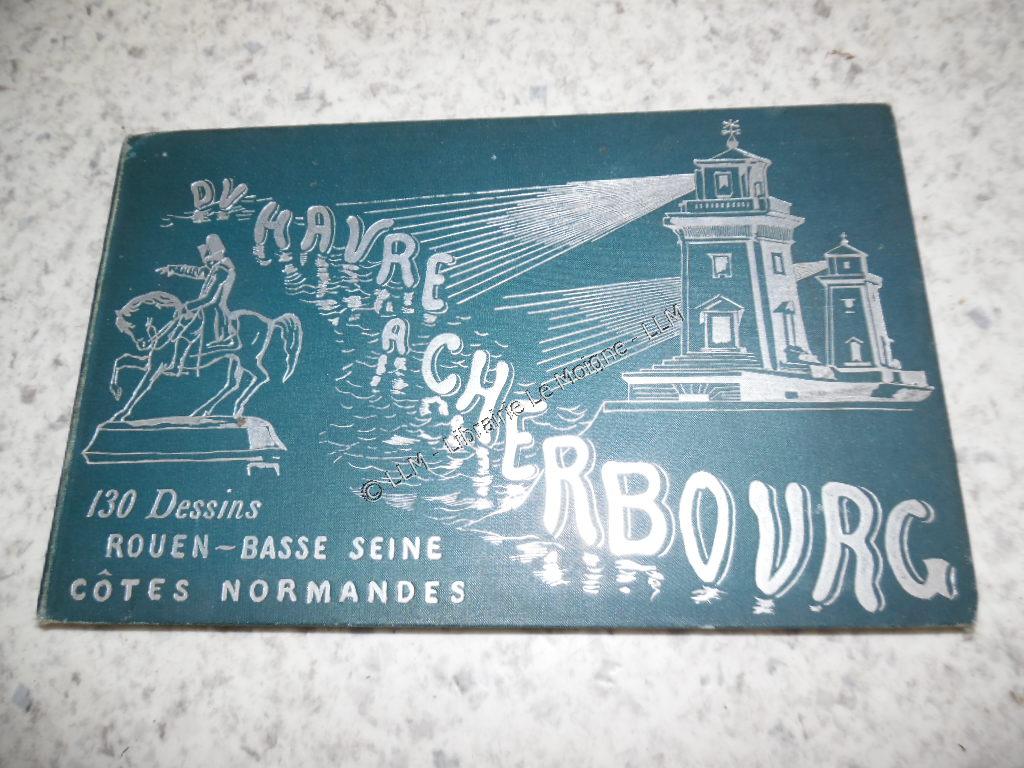 DU
HAVRE
A
CHERBOURG
130 Dessins
ROUEN-BASSE SEINE
CÔTES NORMANDES
© LLM - Librairie Le Moigne - LLM